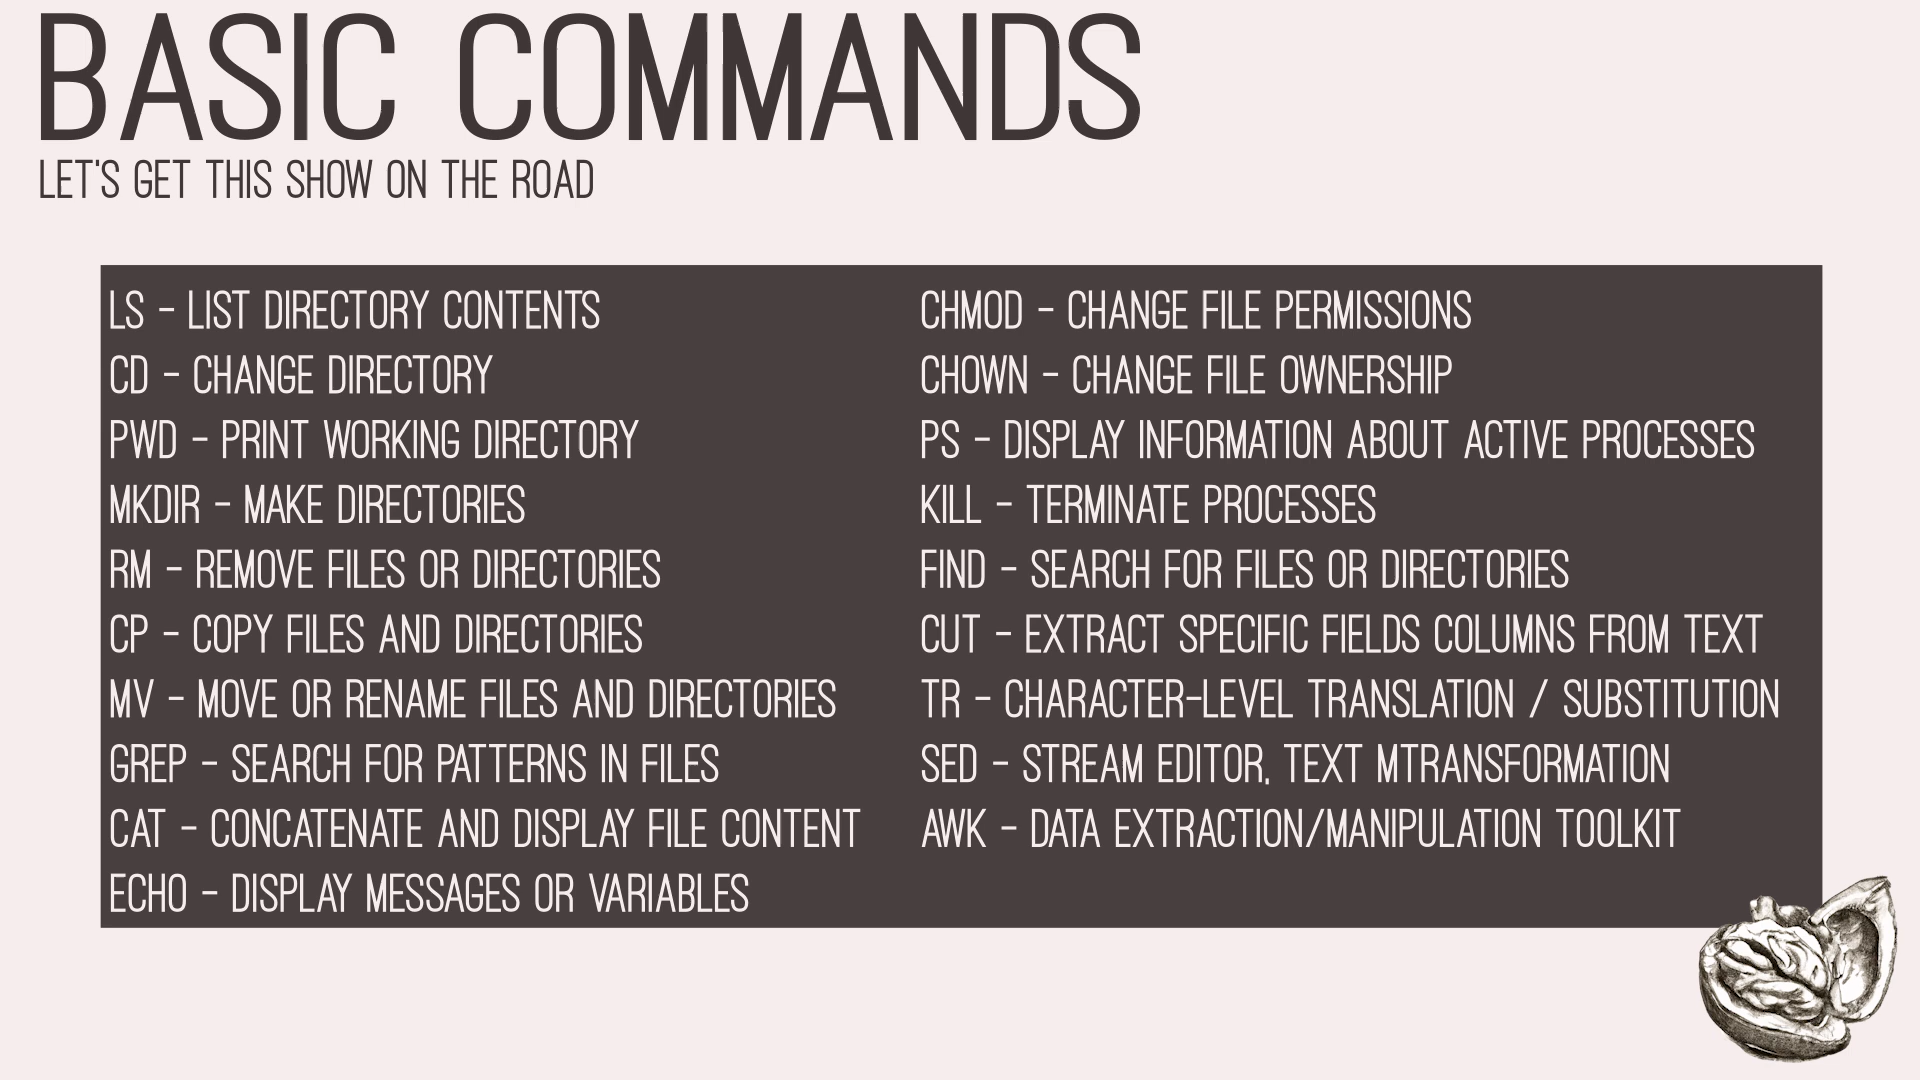 BASIC COMMANDS
LET'S GET THIS SHOW ON THE ROAD
LS - LIST DIRECTORY CONTENTS
CD - CHANGE DIRECTORY
PWD - PRINT WORKING DIRECTORY
MKDIR - MAKE DIRECTORIES
RM - REMOVE FILES OR DIRECTORIES
CP - COPY FILES AND DIRECTORIES
MV - MOVE OR RENAME FILES AND DIRECTORIES
GREP - SEARCH FOR PATTERNS IN FILES
CAT - CONCATENATE AND DISPLAY FILE CONTENT
ECHO - DISPLAY MESSAGES OR VARIABLES
CHMOD - CHANGE FILE PERMISSIONS
CHOWN - CHANGE FILE OWNERSHIP
PS - DISPLAY INFORMATION ABOUT ACTIVE PROCESSES
KILL - TERMINATE PROCESSES
FIND - SEARCH FOR FILES OR DIRECTORIES
CUT - EXTRACT SPECIFIC FIELDS COLUMNS FROM TEXT
TR - CHARACTER-LEVEL TRANSLATION / SUBSTITUTION
SED - STREAM EDITOR, TEXT MTRANSFORMATION
AWK - DATA EXTRACTION/MANIPULATION TOOLKIT